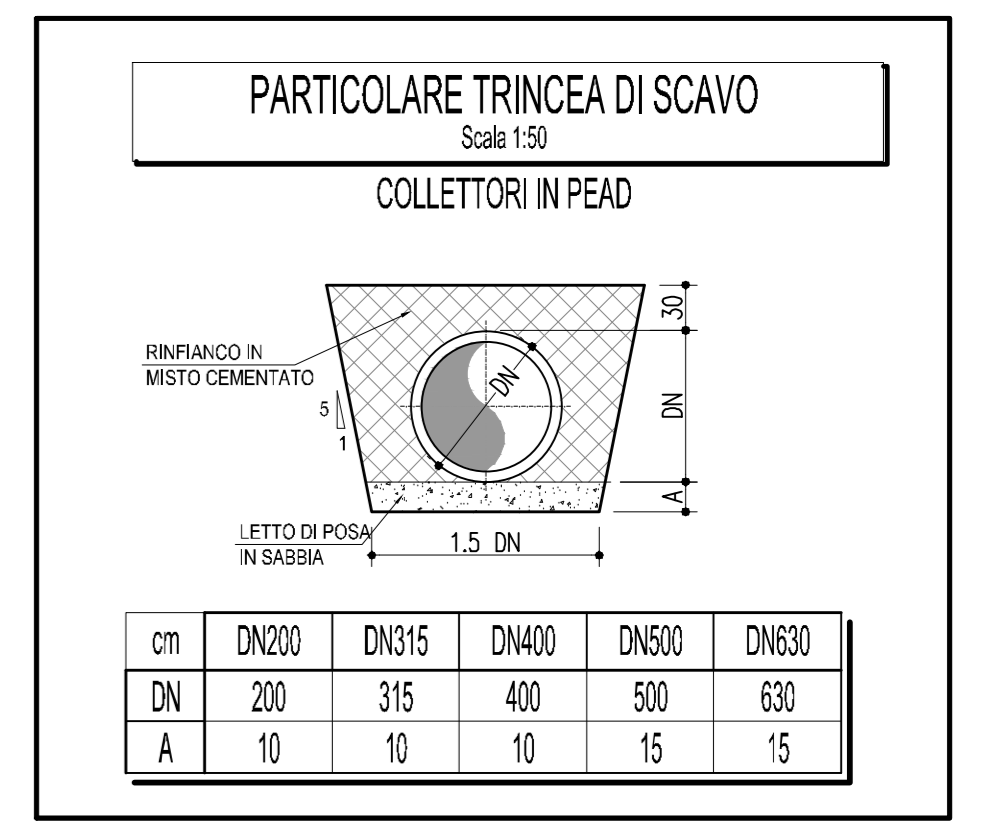 PARTICOLARE TRINCEA DI SCAVO
Scala 1:50
COLLETTORI IN PEAD
30
RINFIANCO IN
MISTO CEMENTATO
DN
DN
5
1
A
LETTO DI POSA
IN SABBIA
1.5 DN
cm DN200 DN315 DN400 DN500 DN630
DN 200 315 400 500 630
A 10 10 10 15 15